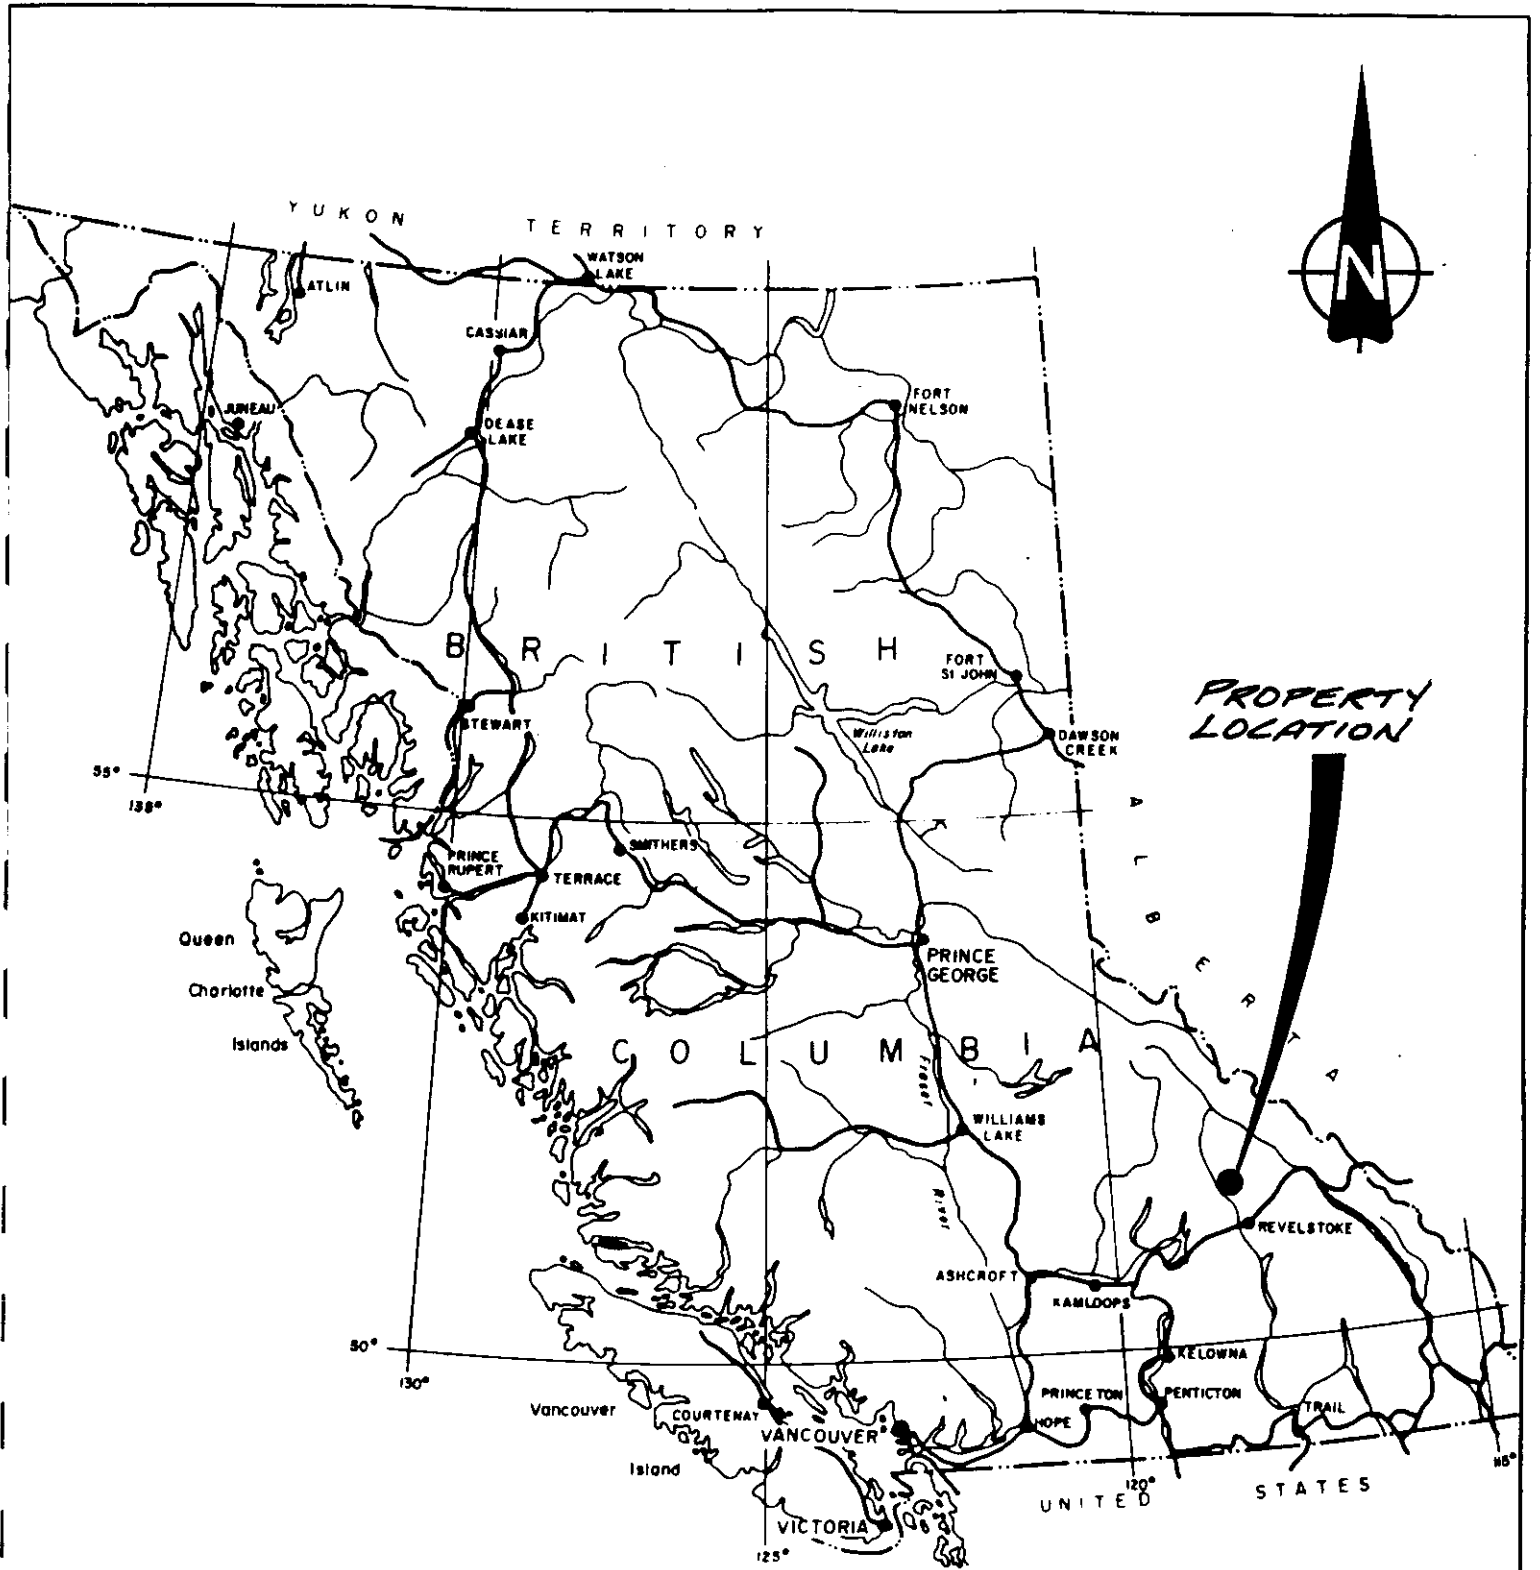 N
YUKON TERRITORY
WATSON
LAKE
ATLIN
CASSIAR
JUNEAU
DEASE
LAKE
FORT
NELSON
BRITISH
FORT
ST JOHN
PROPERTY
LOCATION
STEWART
Williston
Lake
DAWSON
CREEK
55°
138°
ALBERTA
PRINCE
RUPERT
SMITHERS
TERRACE
KITIMAT
Queen
Charlotte
Islands
PRINCE
GEORGE
COLUMBIA
Fraser
River
WILLIAMS
LAKE
REVELSTOKE
ASHCROFT
KAMLOOPS
50°
130°
KELOWNA
Vancouver
Island
COURTENAY
PRINCETON
PENTICTON
HOPE
TRAIL
VANCOUVER
120°
115°
UNITED STATES
VICTORIA
125°